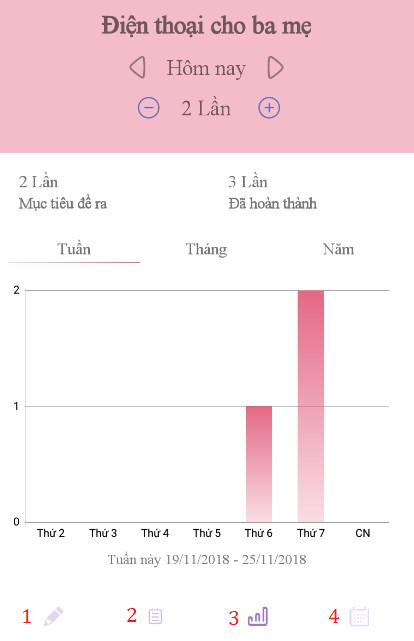 Điện thoại cho ba mẹ
Hôm nay
2 Lần
2 Lần
3 Lần
Mục tiêu đề ra
Đã hoàn thành
Tuần
Tháng
Năm
2
1
0
Thứ 2 Thứ 3 Thứ 4 Thứ 5 Thứ 6 Thứ 7 CN
Tuần này 19/11/2018 - 25/11/2018
1 2 3 4